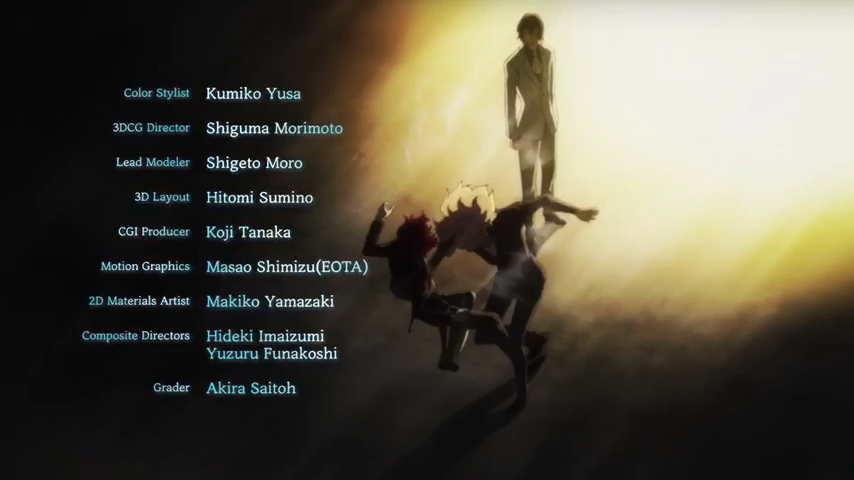 Color Stylist Kumiko Yusa
3DCG Director Shiguma Morimoto
Lead Modeler Shigeto Moro
3D Layout Hitomi Sumino
CGI Producer Koji Tanaka
Motion Graphics Masao Shimizu(EOTA)
2D Materials Artist Makiko Yamazaki
Composite Directors Hideki Imaizumi
Yuzuru Funakoshi
Grader Akira Saitoh